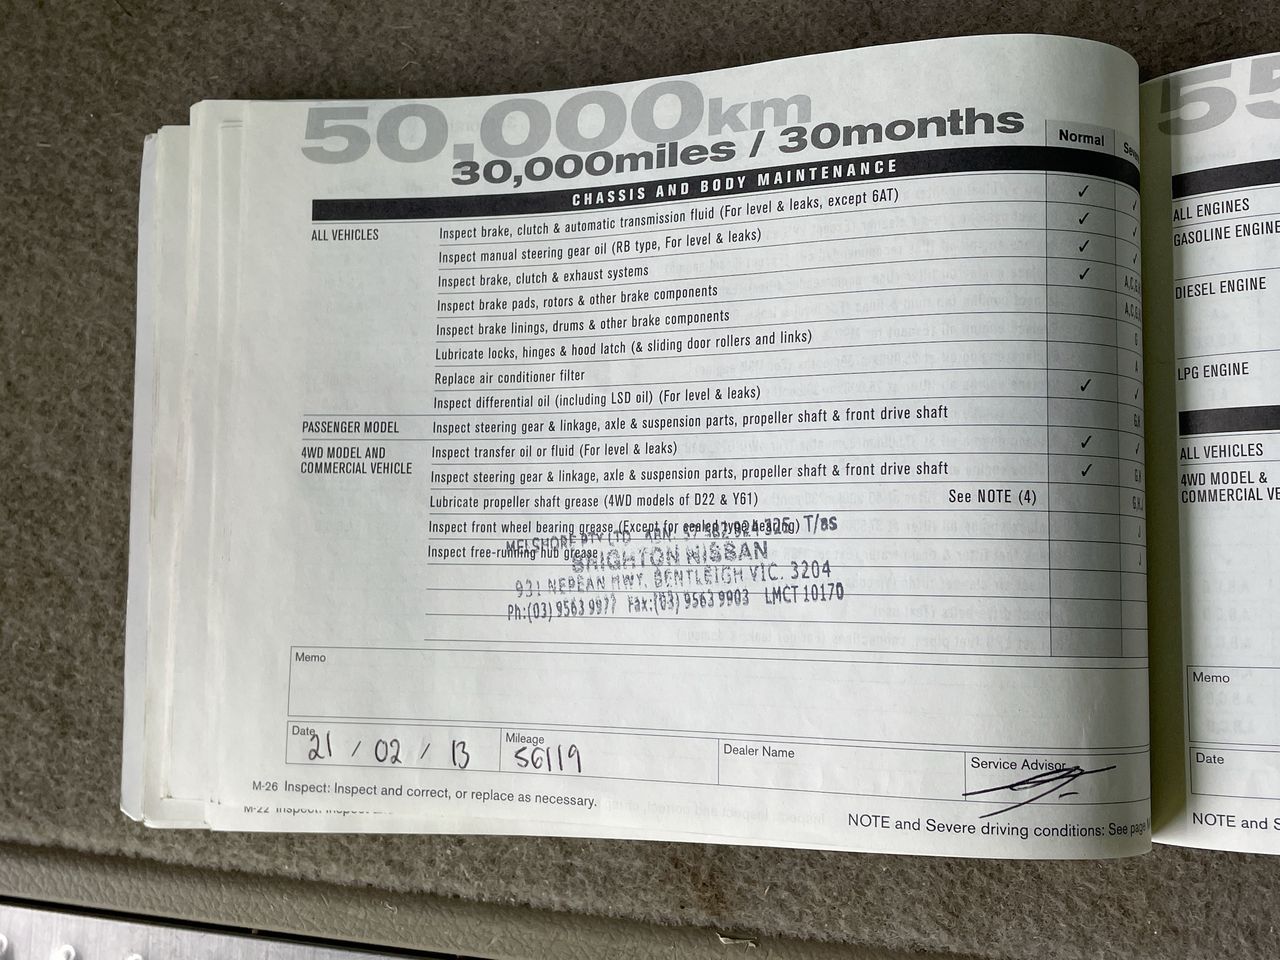 50,000km
30,000miles / 30months
Normal
CHASSIS AND BODY MAINTENANCE
ALL VEHICLES
Inspect brake, clutch & automatic transmission fluid (For level & leaks, except 6AT) ✓ ✓
Inspect manual steering gear oil (RB type, For level & leaks) ✓ ✓
Inspect brake, clutch & exhaust systems ✓ ✓
Inspect brake pads, rotors & other brake components ✓
Inspect brake linings, drums & other brake components
Lubricate locks, hinges & hood latch (& sliding door rollers and links) G
Replace air conditioner filter A
Inspect differential oil (including LSD oil) (For level & leaks) ✓ ✓
PASSENGER MODEL
Inspect steering gear & linkage, axle & suspension parts, propeller shaft & front drive shaft
4WD MODEL AND
COMMERCIAL VEHICLE
Inspect transfer oil or fluid (For level & leaks) ✓ ✓
Inspect steering gear & linkage, axle & suspension parts, propeller shaft & front drive shaft ✓
Lubricate propeller shaft grease (4WD models of D22 & Y61) See NOTE (4)
Inspect front wheel bearing grease (Except for sealed type bearing) J
Inspect free-running hub grease J
MELSHORE PTY LTD ABN. 924 325 T/as
BRIGHTON NISSAN
931 NEPEAN HWY. BENTLEIGH VIC. 3204
Ph:(03) 9563 9977 Fax:(03) 9563 9903 LMCT 10170
Memo
Date
21 / 02 / 13
Mileage
56119
Dealer Name
Service Advisor
M-26 Inspect: Inspect and correct, or replace as necessary.
M-22
NOTE and Severe driving conditions: See page
55
ALL ENGINES
GASOLINE ENGINE
DIESEL ENGINE
LPG ENGINE
ALL VEHICLES
4WD MODEL &
COMMERCIAL
Memo
Date
NOTE and